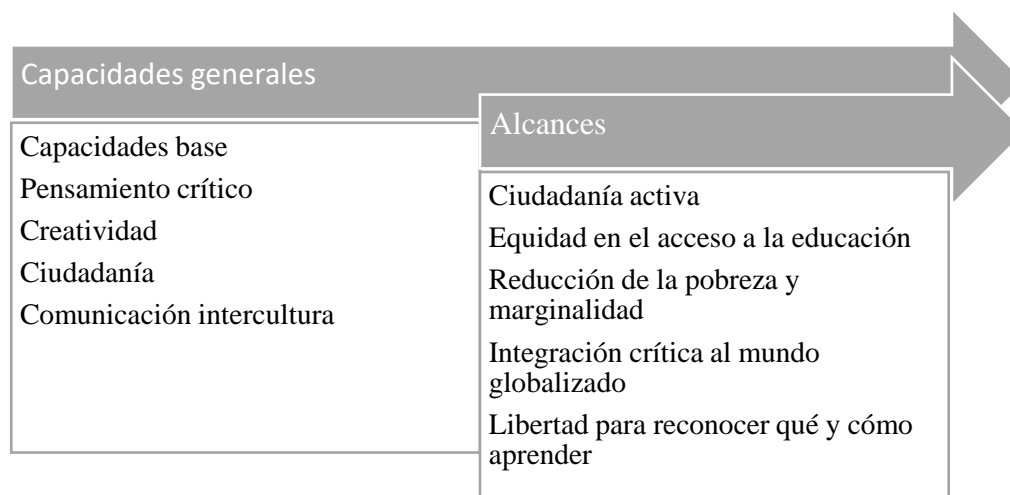 Capacidades generales
Capacidades base
Pensamiento crítico
Creatividad
Ciudadanía
Comunicación intercultura
Alcances
Ciudadanía activa
Equidad en el acceso a la educación
Reducción de la pobreza y
marginalidad
Integración crítica al mundo
globalizado
Libertad para reconocer qué y cómo
aprender